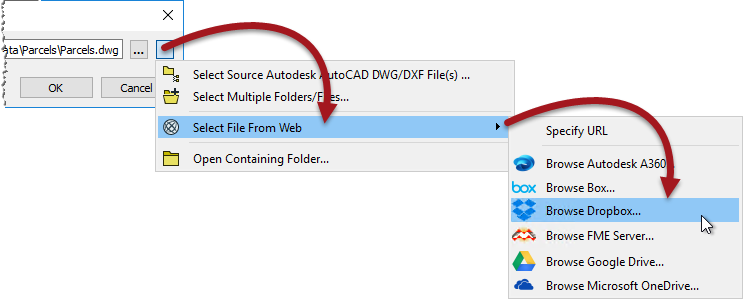 ata\Parcels\Parcels.dwg ...
OK Cancel
Select Source Autodesk AutoCAD DWG/DXF File(s) ...
Select Multiple Folders/Files...
Select File From Web
Open Containing Folder...
Specify URL
Browse Autodesk A360...
box Browse Box...
Browse Dropbox...
Browse FME Server...
Browse Google Drive...
Browse Microsoft OneDrive...